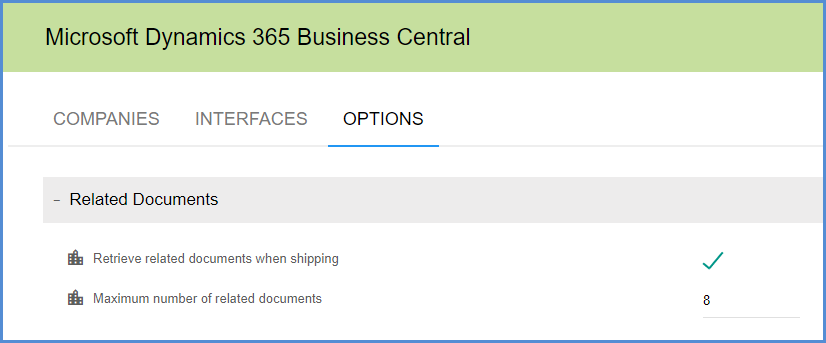 Microsoft Dynamics 365 Business Central
COMPANIES INTERFACES OPTIONS
− Related Documents
Retrieve related documents when shipping
Maximum number of related documents 8